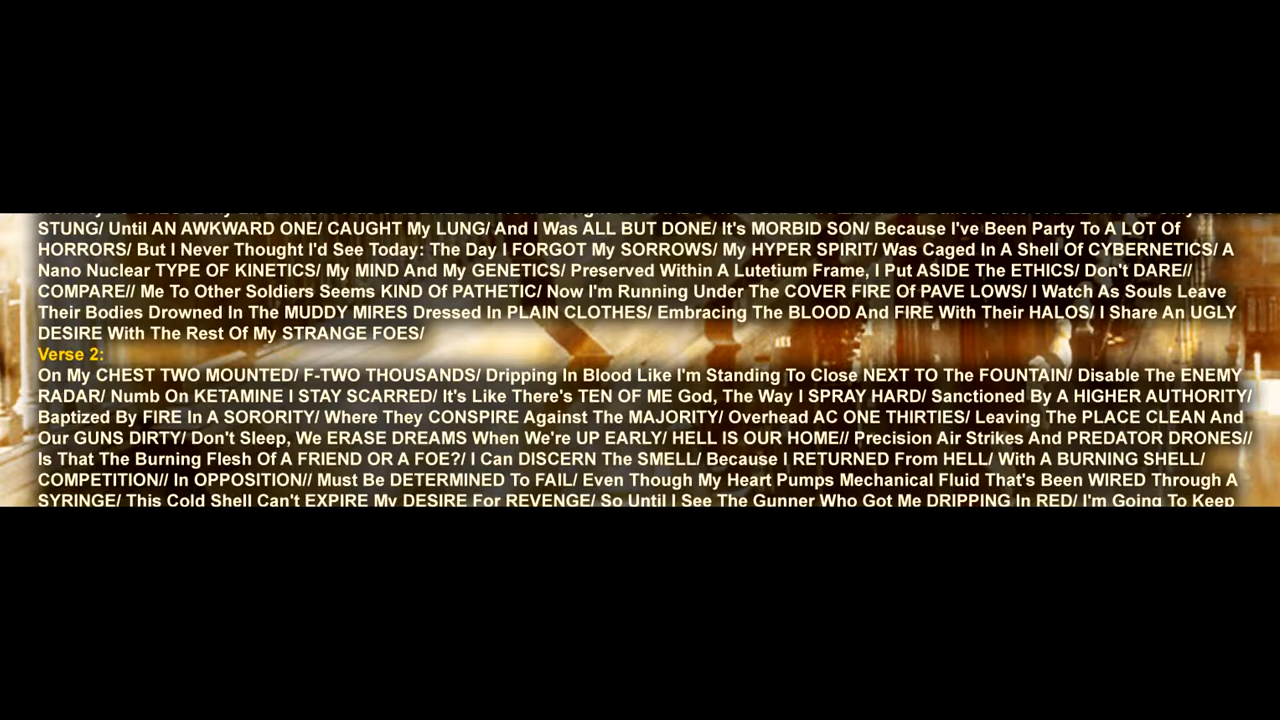 STUNG/ Until AN AWKWARD ONE/ CAUGHT My LUNG/ And I Was ALL BUT DONE/ It's MORBID SON/ Because I've Been Party To A LOT Of
HORRORS/ But I Never Thought I'd See Today: The Day I FORGOT My SORROWS/ My HYPER SPIRIT/ Was Caged In A Shell Of CYBERNETICS/ A
Nano Nuclear TYPE OF KINETICS/ My MIND And My GENETICS/ Preserved Within A Lutetium Frame, I Put ASIDE The ETHICS/ Don't DARE//
COMPARE// Me To Other Soldiers Seems KIND Of PATHETIC/ Now I'm Running Under The COVER FIRE Of PAVE LOWS/ I Watch As Souls Leave
Their Bodies Drowned In The MUDDY MIRES Dressed In PLAIN CLOTHES/ Embracing The BLOOD And FIRE With Their HALOS/ I Share An UGLY
DESIRE With The Rest Of My STRANGE FOES/
Verse 2:
On My CHEST TWO MOUNTED/ F-TWO THOUSANDS/ Dripping In Blood Like I'm Standing To Close NEXT TO The FOUNTAIN/ Disable The ENEMY
RADAR/ Numb On KETAMINE I STAY SCARRED/ It's Like There's TEN OF ME God, The Way I SPRAY HARD/ Sanctioned By A HIGHER AUTHORITY/
Baptized By FIRE In A SORORITY/ Where They CONSPIRE Against The MAJORITY/ Overhead AC ONE THIRTIES/ Leaving The PLACE CLEAN And
Our GUNS DIRTY/ Don't Sleep, We ERASE DREAMS When We're UP EARLY/ HELL IS OUR HOME// Precision Air Strikes And PREDATOR DRONES//
Is That The Burning Flesh Of A FRIEND OR A FOE?/ I Can DISCERN The SMELL/ Because I RETURNED From HELL/ With A BURNING SHELL/
COMPETITION// In OPPOSITION// Must Be DETERMINED To FAIL/ Even Though My Heart Pumps Mechanical Fluid That's Been WIRED Through A
SYRINGE/ This Cold Shell Can't EXPIRE My DESIRE For REVENGE/ So Until I See The Gunner Who Got Me DRIPPING In RED/ I'm Going To Keep